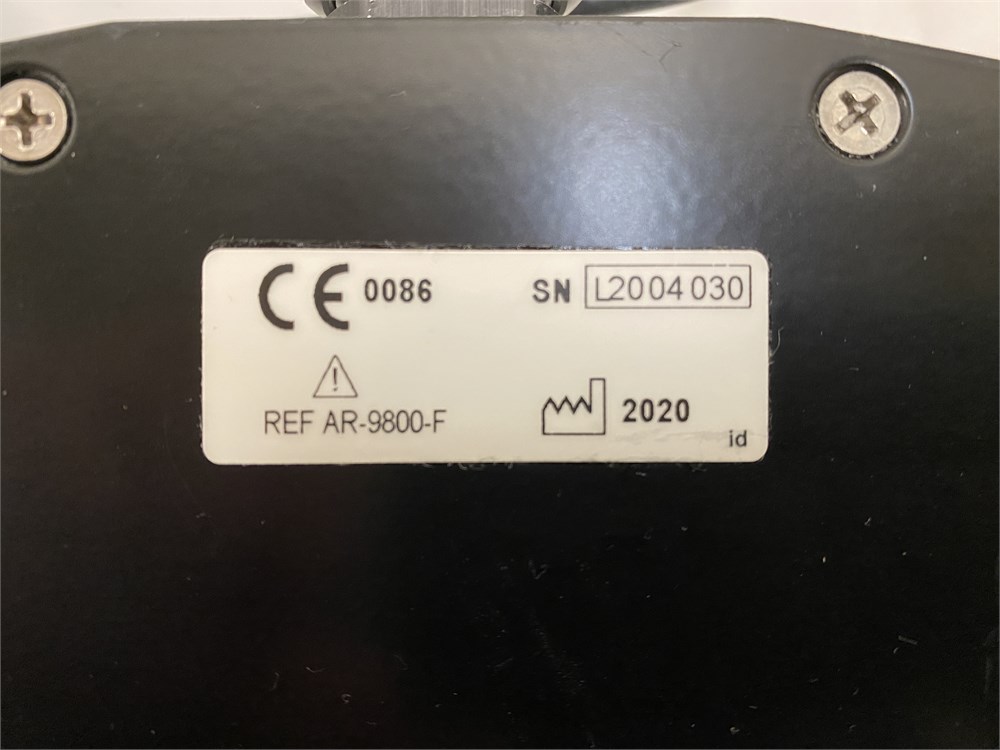 CE 0086
SN L2004030
REF AR-9800-F
2020
id